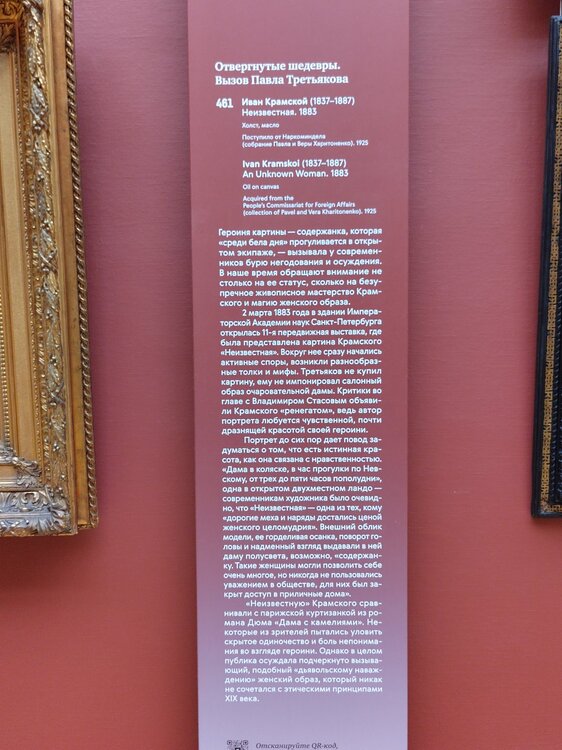 Отвергнутые шедевры.
Вызов Павла Третьякова
461 Иван Крамской (1837–1887)
Неизвестная. 1883
Холст, масло
Поступило от Наркоминдела
(собрание Павла и Веры Харитоненко). 1925
Ivan Kramskoi (1837–1887)
An Unknown Woman. 1883
Oil on canvas
Acquired from the
People's Commissariat for Foreign Affairs
(collection of Pavel and Vera Kharitonenko). 1925
Героиня картины — содержанка, которая
«среди бела дня» прогуливается в откры-
том экипаже, — вызывала у современ-
ников бурю негодования и осуждения.
В наше время обращают внимание не
столько на ее статус, сколько на безу-
пречное живописное мастерство Крам-
ского и магию женского образа.
2 марта 1883 года в здании Импера-
торской Академии наук Санкт-Петербурга
открылась 11-я передвижная выставка, где
была представлена картина Крамского
«Неизвестная». Вокруг нее сразу начались
активные споры, возникли разнообраз-
ные толки и мифы. Третьяков не купил
картину, ему не импонировал салонный
образ очаровательной дамы. Критики во
главе с Владимиром Стасовым объяви-
ли Крамского «ренегатом», ведь автор
портрета любуется чувственной, почти
дразнящей красотой своей героини.
Портрет до сих пор дает повод за-
думаться о том, что есть истинная кра-
сота, как она связана с нравственностью.
«Дама в коляске, в час прогулки по Нев-
скому, от трех до пяти часов пополудни»,
одна в открытом двухместном ландо —
современникам художника было очевид-
но, что «Неизвестная» — одна из тех, кому
«дорогие меха и наряды достались ценой
женского целомудрия». Внешний облик
модели, ее горделивая осанка, поворот го-
ловы и надменный взгляд выдавали в ней
даму полусвета, возможно, «содержан-
ку. Такие женщины могли позволить себе
очень многое, но никогда не пользовались
уважением в обществе, для них был за-
крыт доступ в приличные дома».
«Неизвестную» Крамского срав-
нивали с парижской куртизанкой из ро-
мана Дюма «Дама с камелиями». Не-
которые из зрителей пытались уловить
скрытое одиночество и боль непонима-
ния во взгляде героини. Однако в целом
публика осуждала подчеркнуто вызываю-
щий, подобный «дьявольскому наваж-
дению» женский образ, который никак
не сочетался с этическими принципами
XIX века.
Отсканируйте QR-код,